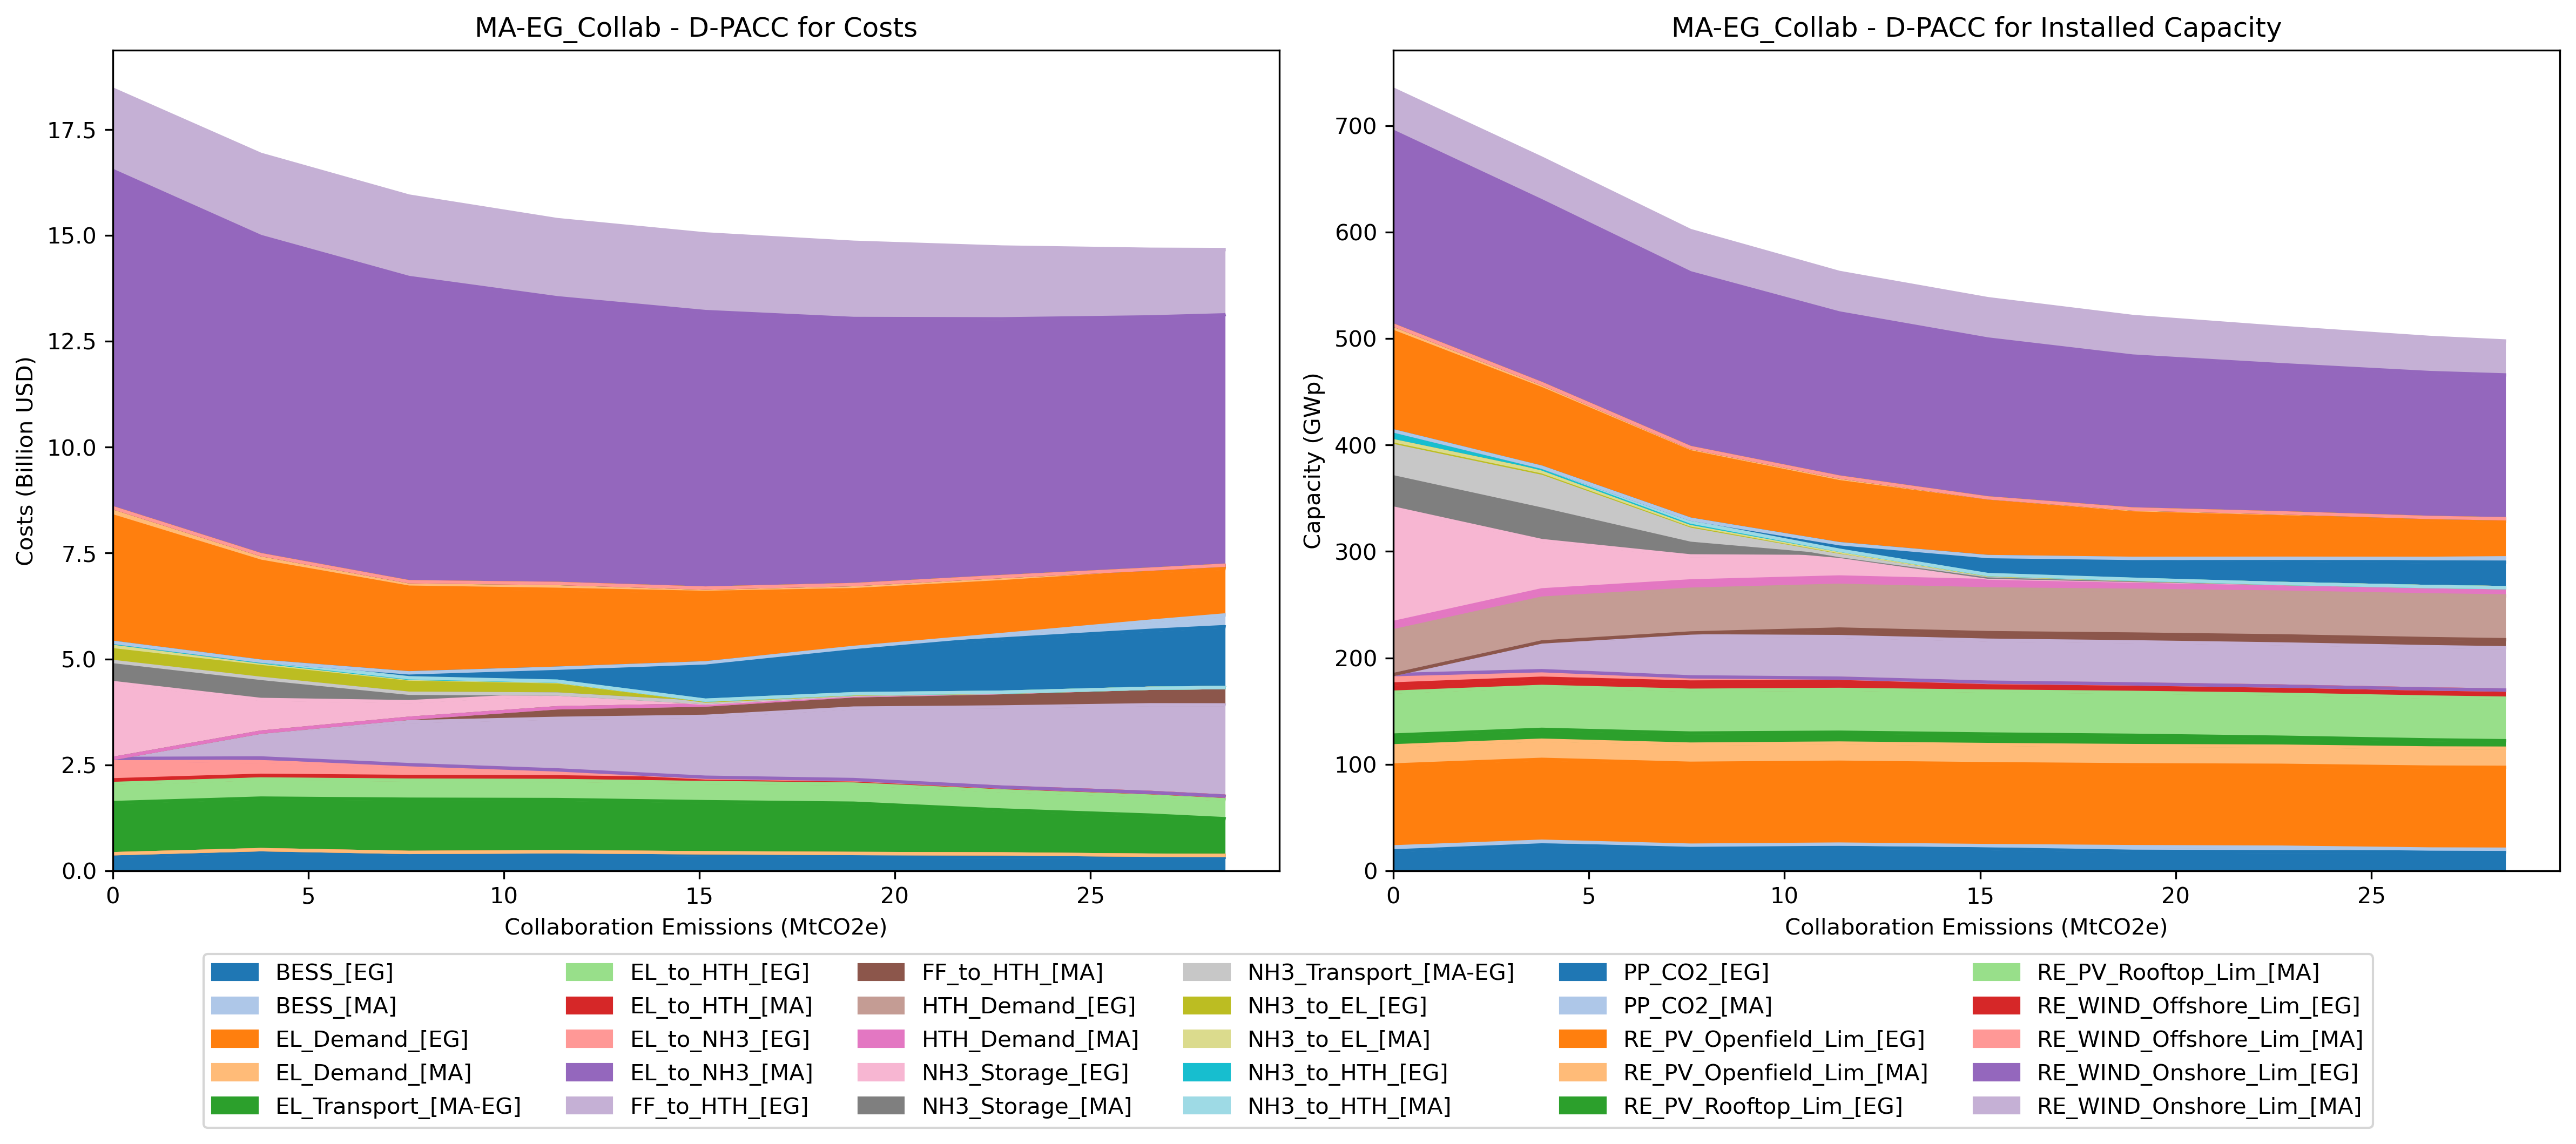 MA-EG_Collab - D-PACC for Costs
Costs (Billion USD)
17.5
15.0
12.5
10.0
7.5
5.0
2.5
0.0
0 5 10 15 20 25
Collaboration Emissions (MtCO2e)
MA-EG_Collab - D-PACC for Installed Capacity
Capacity (GWp)
700
600
500
400
300
200
100
0
0 5 10 15 20 25
Collaboration Emissions (MtCO2e)
BESS_[EG]
BESS_[MA]
EL_Demand_[EG]
EL_Demand_[MA]
EL_Transport_[MA-EG]
EL_to_HTH_[EG]
EL_to_HTH_[MA]
EL_to_NH3_[EG]
EL_to_NH3_[MA]
FF_to_HTH_[EG]
FF_to_HTH_[MA]
HTH_Demand_[EG]
HTH_Demand_[MA]
NH3_Storage_[EG]
NH3_Storage_[MA]
NH3_Transport_[MA-EG]
NH3_to_EL_[EG]
NH3_to_EL_[MA]
NH3_to_HTH_[EG]
NH3_to_HTH_[MA]
PP_CO2_[EG]
PP_CO2_[MA]
RE_PV_Openfield_Lim_[EG]
RE_PV_Openfield_Lim_[MA]
RE_PV_Rooftop_Lim_[EG]
RE_PV_Rooftop_Lim_[MA]
RE_WIND_Offshore_Lim_[EG]
RE_WIND_Offshore_Lim_[MA]
RE_WIND_Onshore_Lim_[EG]
RE_WIND_Onshore_Lim_[MA]